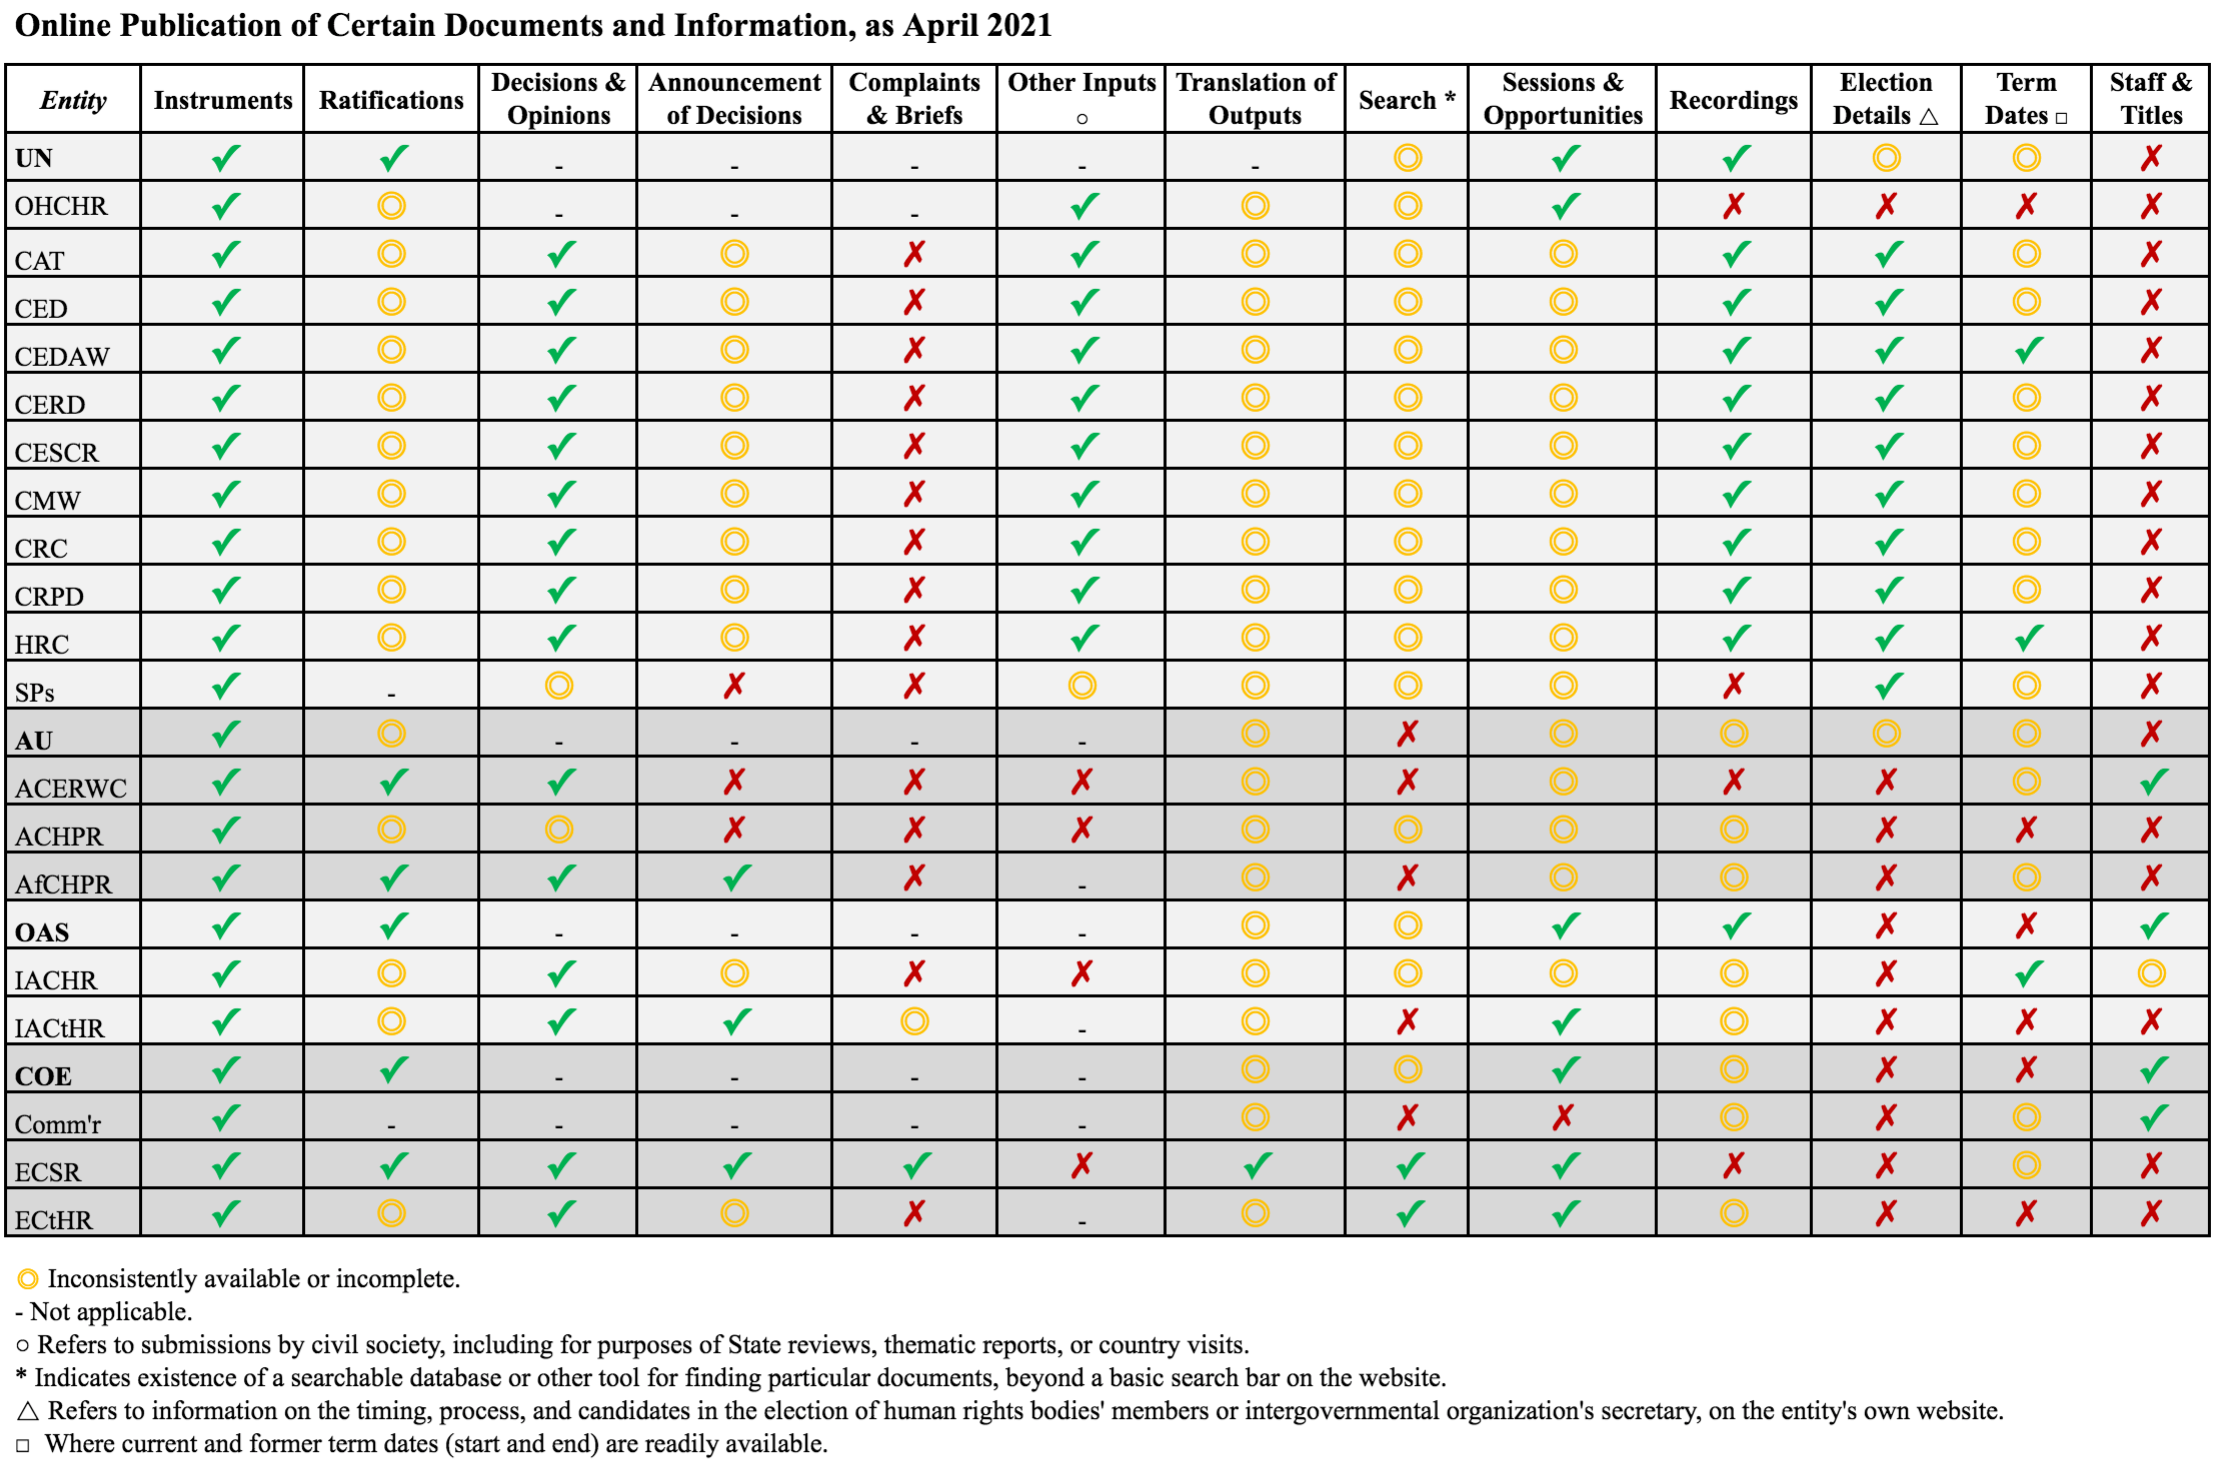 Online Publication of Certain Documents and Information, as April 2021
Entity Instruments Ratifications Decisions & Opinions Announcement of Decisions Complaints & Briefs Other Inputs ○ Translation of Outputs Search * Sessions & Opportunities Recordings Election Details △ Term Dates □ Staff & Titles
UN ✓ ✓ - - - - - ◎ ✓ ✓ ◎ ◎ ✗
OHCHR ✓ ◎ - - - ✓ ◎ ◎ ✓ ✗ ✗ ✗ ✗
CAT ✓ ◎ ✓ ◎ ✗ ✓ ◎ ◎ ◎ ✓ ✓ ◎ ✗
CED ✓ ◎ ✓ ◎ ✗ ✓ ◎ ◎ ◎ ✓ ✓ ◎ ✗
CEDAW ✓ ◎ ✓ ◎ ✗ ✓ ◎ ◎ ◎ ✓ ✓ ✓ ✗
CERD ✓ ◎ ✓ ◎ ✗ ✓ ◎ ◎ ◎ ✓ ✓ ◎ ✗
CESCR ✓ ◎ ✓ ◎ ✗ ✓ ◎ ◎ ◎ ✓ ✓ ◎ ✗
CMW ✓ ◎ ✓ ◎ ✗ ✓ ◎ ◎ ◎ ✓ ✓ ◎ ✗
CRC ✓ ◎ ✓ ◎ ✗ ✓ ◎ ◎ ◎ ✓ ✓ ◎ ✗
CRPD ✓ ◎ ✓ ◎ ✗ ✓ ◎ ◎ ◎ ✓ ✓ ◎ ✗
HRC ✓ ◎ ✓ ◎ ✗ ✓ ◎ ◎ ◎ ✓ ✓ ✓ ✗
SPs ✓ - ◎ ✗ ✗ ◎ ◎ ◎ ◎ ✗ ✓ ◎ ✗
AU ✓ ◎ - - - - ◎ ✗ ◎ ◎ ◎ ◎ ✗
ACERWC ✓ ✓ ✓ ✗ ✗ ✗ ◎ ✗ ◎ ✗ ✗ ◎ ✓
ACHPR ✓ ◎ ◎ ✗ ✗ ✗ ◎ ◎ ◎ ◎ ✗ ✗ ✗
AfCHPR ✓ ✓ ✓ ✓ ✗ - ◎ ✗ ◎ ◎ ✗ ◎ ✗
OAS ✓ ✓ - - - - ◎ ◎ ✓ ✓ ✗ ✗ ✓
IACHR ✓ ◎ ✓ ◎ ✗ ✗ ◎ ◎ ◎ ◎ ✗ ✓ ◎
IACtHR ✓ ◎ ✓ ✓ ◎ - ◎ ✗ ✓ ◎ ✗ ✗ ✗
COE ✓ ✓ - - - - ◎ ◎ ✓ ◎ ✗ ✗ ✓
Comm'r ✓ - - - - - ◎ ✗ ✗ ◎ ✗ ◎ ✓
ECSR ✓ ✓ ✓ ✓ ✓ ✗ ✓ ✓ ✓ ✗ ✗ ◎ ✗
ECtHR ✓ ◎ ✓ ◎ ✗ - ◎ ✓ ✓ ◎ ✗ ✗ ✗
◎ Inconsistently available or incomplete.
- Not applicable.
○ Refers to submissions by civil society, including for purposes of State reviews, thematic reports, or country visits.
* Indicates existence of a searchable database or other tool for finding particular documents, beyond a basic search bar on the website.
△ Refers to information on the timing, process, and candidates in the election of human rights bodies' members or intergovernmental organization's secretary, on the entity's own website.
□ Where current and former term dates (start and end) are readily available.